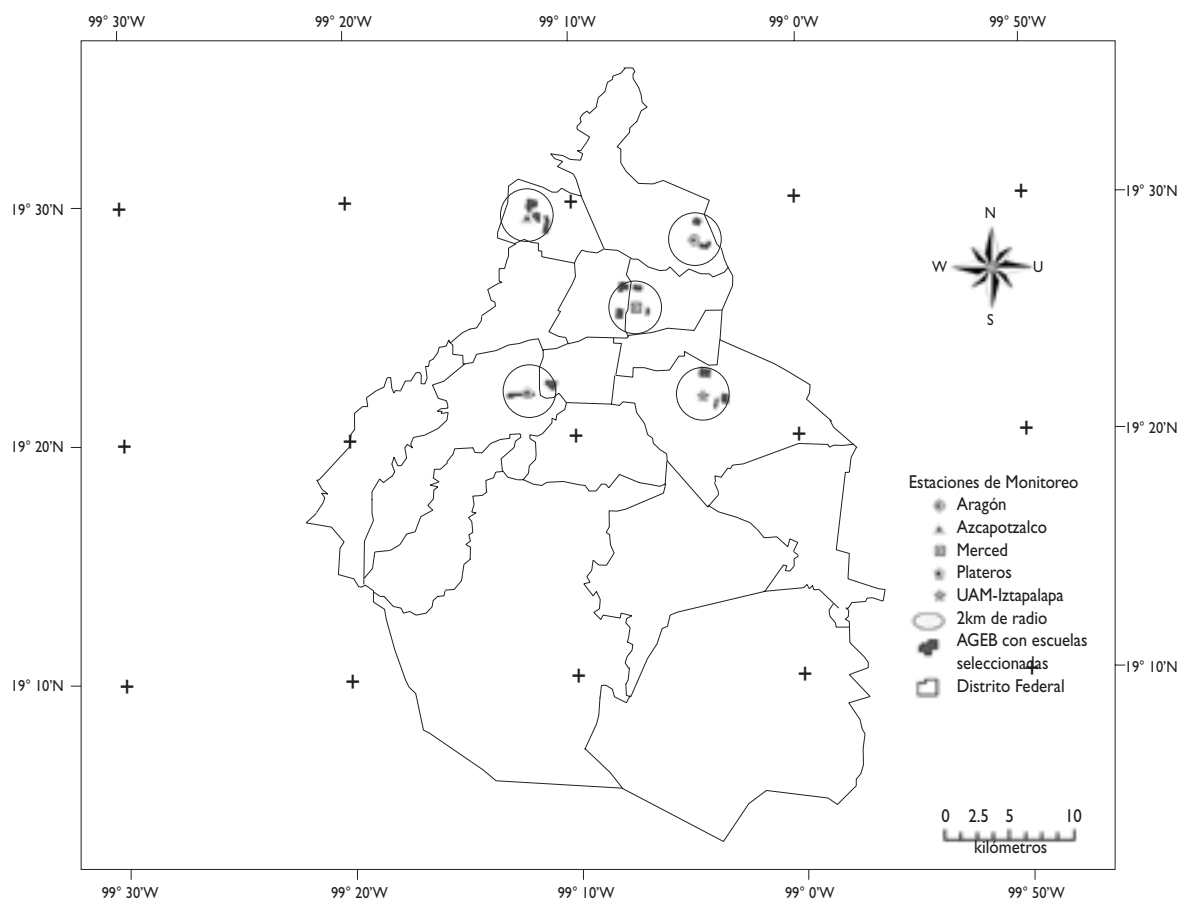 99° 30’W 99° 20’W 99° 10’W 99° 0’W 99° 50’W
19° 30’N
19° 30’N
N
W U
S
19° 20’N
19° 20’N
Estaciones de Monitoreo
Aragón
Azcapotzalco
Merced
Plateros
UAM-Iztapalapa
2km de radio
AGEB con escuelas
seleccionadas
Distrito Federal
19° 10’N
19° 10’N
0 2.5 5 10
kilómetros
99° 30’W 99° 20’W 99° 10’W 99° 0’W 99° 50’W